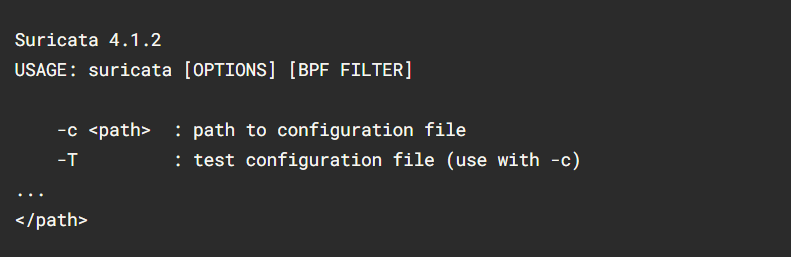 Suricata 4.1.2
USAGE: suricata [OPTIONS] [BPF FILTER]
-c <path> : path to configuration file
-T : test configuration file (use with -c)
...
</path>